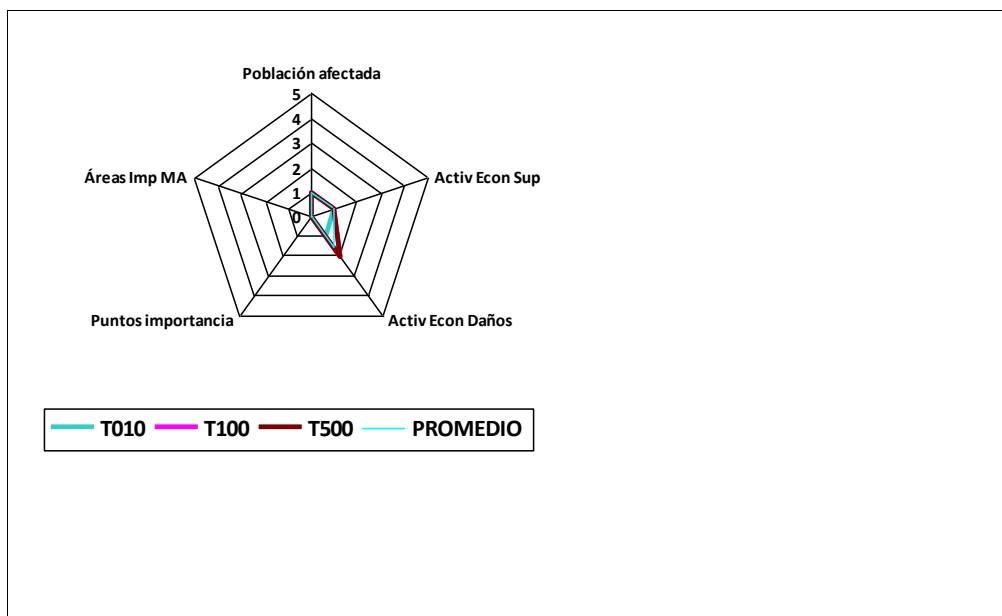 Población afectada
5
4
3
2
1
0
Áreas Imp MA
Activ Econ Sup
Puntos importancia
Activ Econ Daños
T010 T100 T500 PROMEDIO